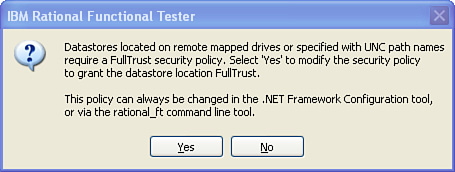 IBM Rational Functional Tester
Datastores located on remote mapped drives or specified with UNC path names
require a FullTrust security policy. Select 'Yes' to modify the security policy
to grant the datastore location FullTrust.
This policy can always be changed in the .NET Framework Configuration tool,
or via the rational_ft command line tool.
Yes
No